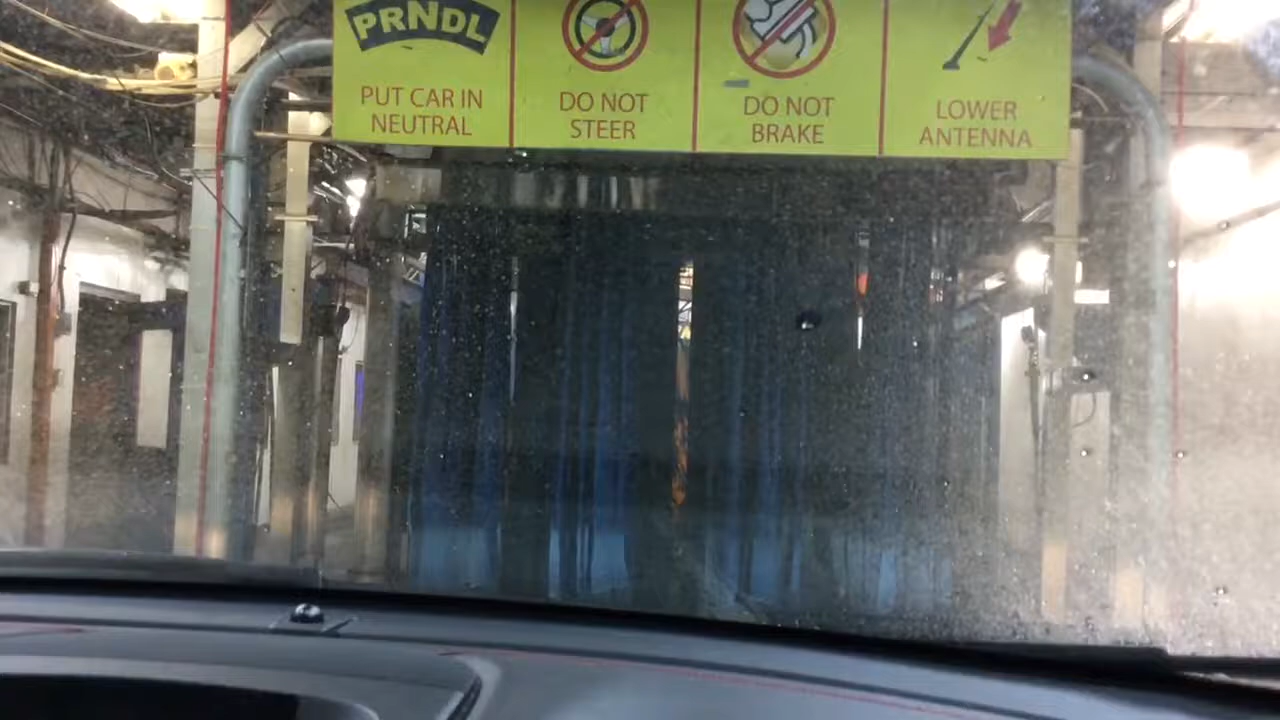 PRNDL
PUT CAR IN
NEUTRAL
DO NOT
STEER
DO NOT
BRAKE
LOWER
ANTENNA